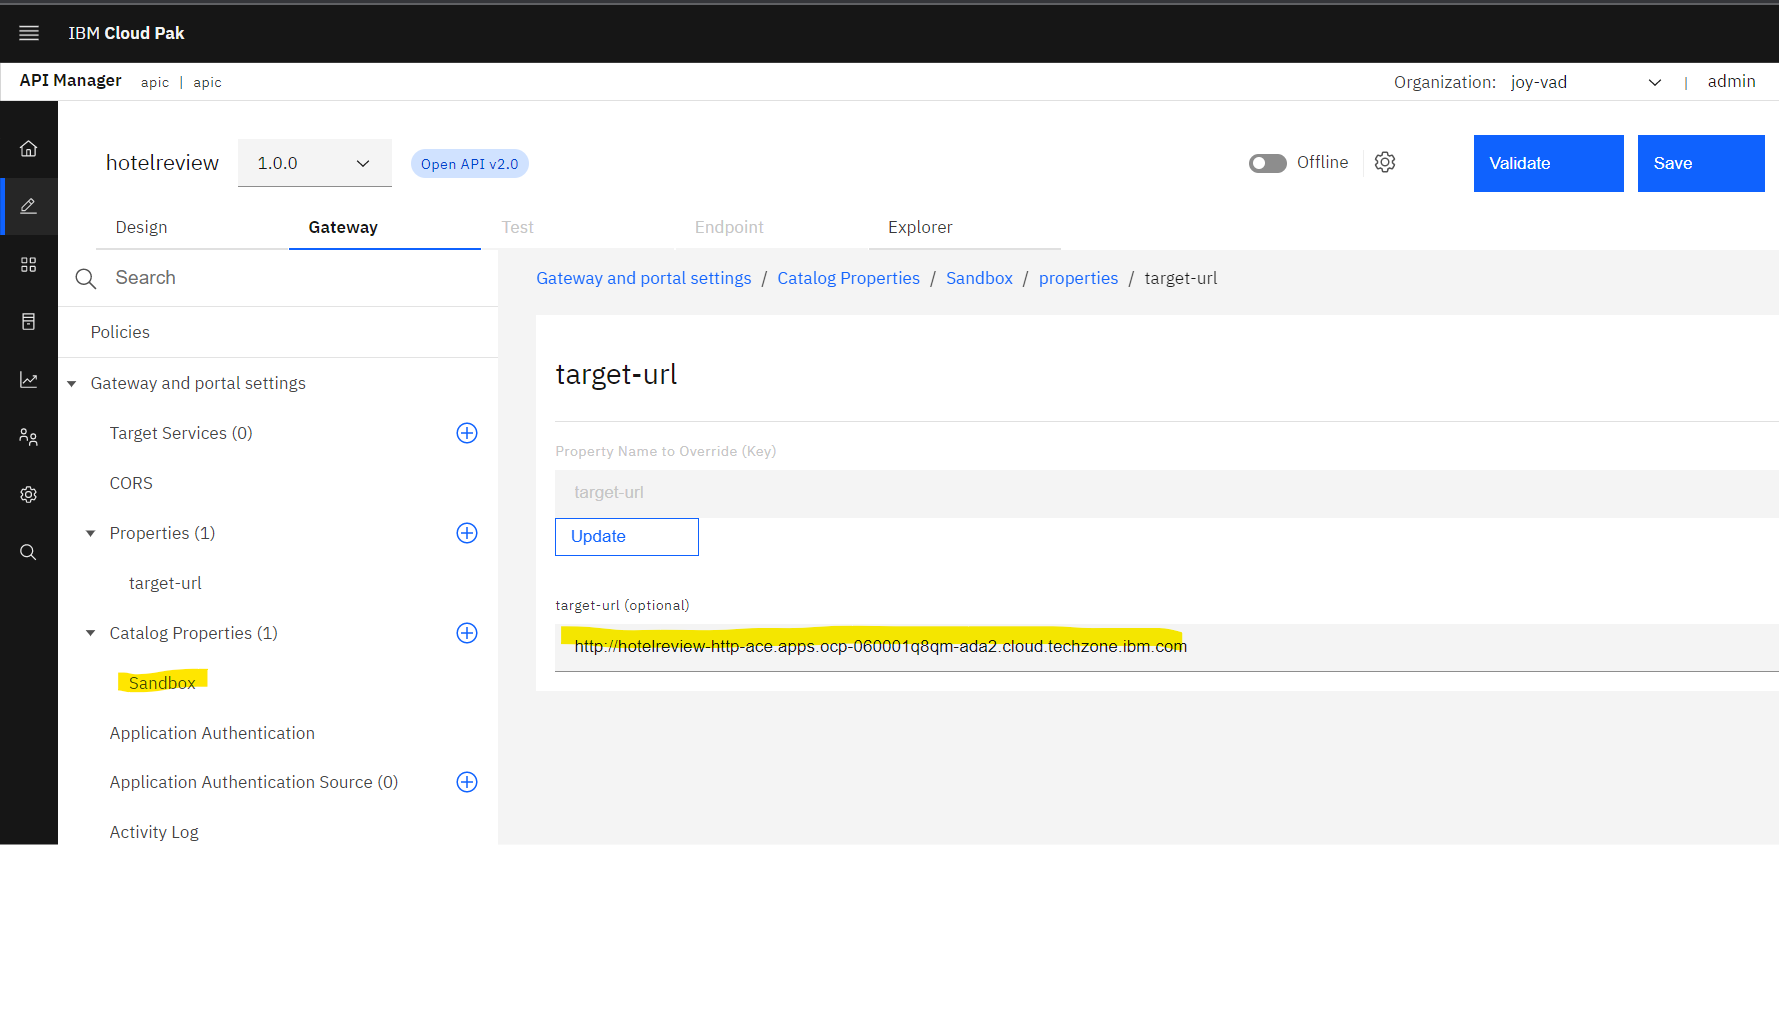 IBM Cloud Pak
API Manager apic | apic Organization: joy-vad | admin
hotelreview 1.0.0 Open API v2.0 Offline Validate Save
Design Gateway Test Endpoint Explorer
Search
Gateway and portal settings / Catalog Properties / Sandbox / properties / target-url
Policies
Gateway and portal settings
Target Services (0)
CORS
Properties (1)
target-url
Catalog Properties (1)
Sandbox
Application Authentication
Application Authentication Source (0)
Activity Log
target-url
Property Name to Override (Key)
target-url
Update
target-url (optional)
http://hotelreview-http-ace.apps.ocp-060001q8qm-ada2.cloud.techzone.ibm.com